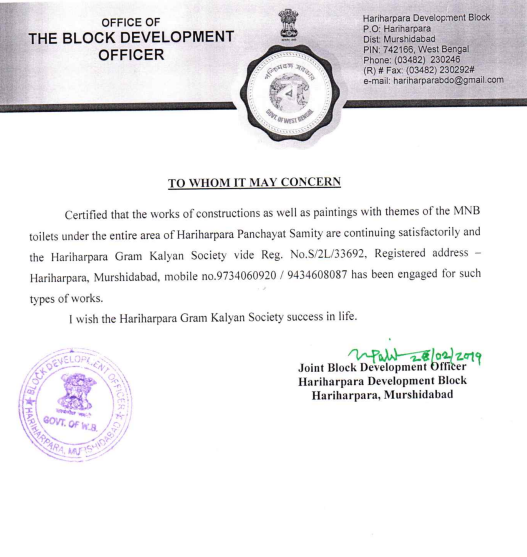 OFFICE OF
THE BLOCK DEVELOPMENT
OFFICER
GOVT. OF WEST BENGAL
Hariharpara Development Block
P.O: Hariharpara
Dist: Murshidabad
PIN: 742166, West Bengal
Phone: (03482) 230246
(R) # Fax: (03482) 230292#
e-mail: hariharparabdo@gmail.com
TO WHOM IT MAY CONCERN
Certified that the works of constructions as well as paintings with themes of the MNB
toilets under the entire area of Hariharpara Panchayat Samity are continuing satisfactorily and
the Hariharpara Gram Kalyan Society vide Reg. No.S/2L/33692, Registered address –
Hariharpara, Murshidabad, mobile no.9734060920 / 9434608087 has been engaged for such
types of works.
I wish the Hariharpara Gram Kalyan Society success in life.
28/02/2019
Joint Block Development Officer
Hariharpara Development Block
Hariharpara, Murshidabad
BLOCK DEVELOPMENT OFFICER
GOVT. OF W.B.
HARIHARPARA, MURSHIDABAD